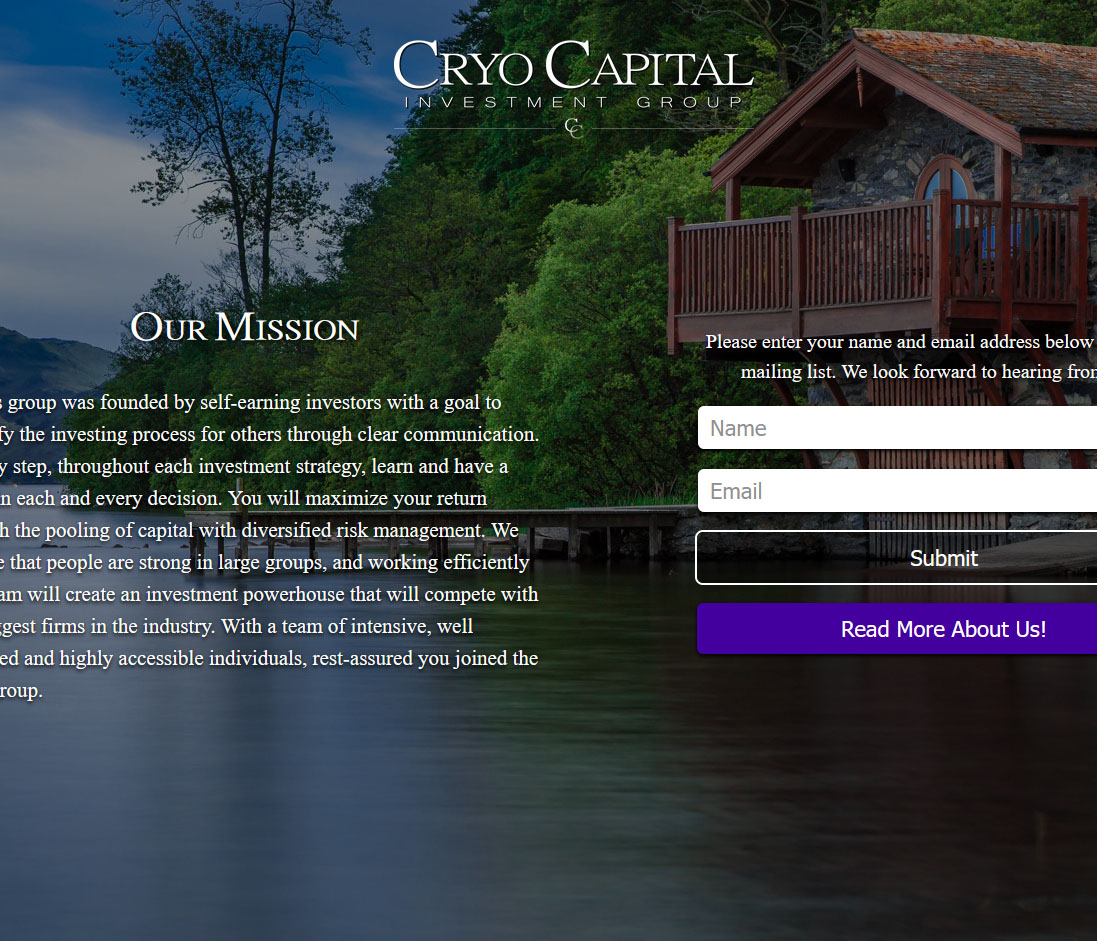 CRYO CAPITAL
INVESTMENT GROUP
CC
OUR MISSION
s group was founded by self-earning investors with a goal to
fy the investing process for others through clear communication.
y step, throughout each investment strategy, learn and have a
n each and every decision. You will maximize your return
h the pooling of capital with diversified risk management. We
e that people are strong in large groups, and working efficiently
am will create an investment powerhouse that will compete with
ggest firms in the industry. With a team of intensive, well
ed and highly accessible individuals, rest-assured you joined the
roup.
Please enter your name and email address below
mailing list. We look forward to hearing from
Name
Email
Submit
Read More About Us!